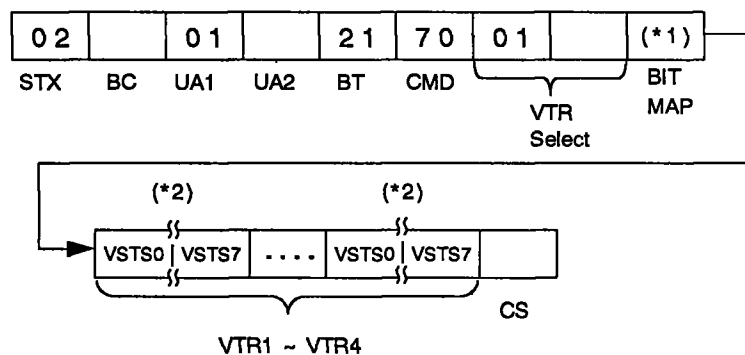 02 01 21 70 01 (*1)
STX BC UA1 UA2 BT CMD BIT
MAP
VTR
Select
(*2) (*2)
VSTS0 VSTS7 .... VSTS0 VSTS7
CS
VTR1 ~ VTR4